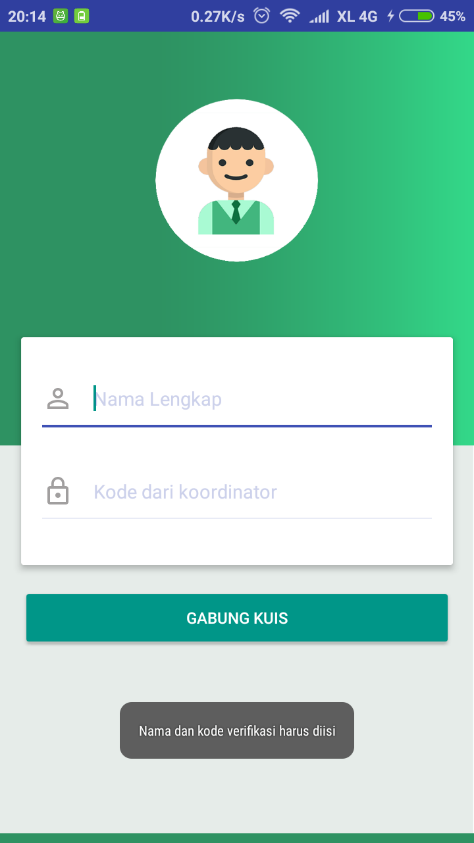 20:14 0.27K/s XL 4G 45%
Nama Lengkap
Kode dari koordinator
GABUNG KUIS
Nama dan kode verifikasi harus diisi